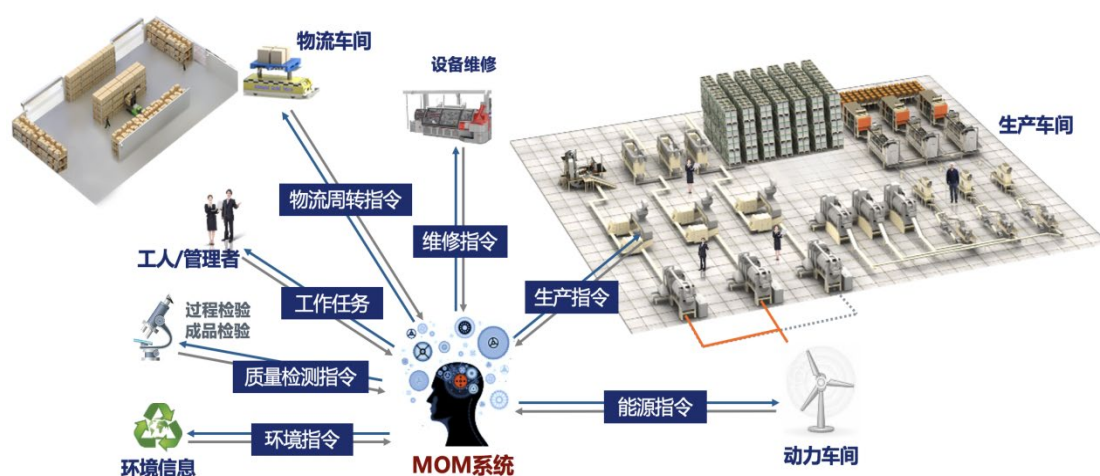 物流车间
设备维修
生产车间
物流周转指令
维修指令
工人/管理者
生产指令
工作任务
过程检验
成品检验
质量检测指令
能源指令
环境指令
环境信息
MOM系统
动力车间